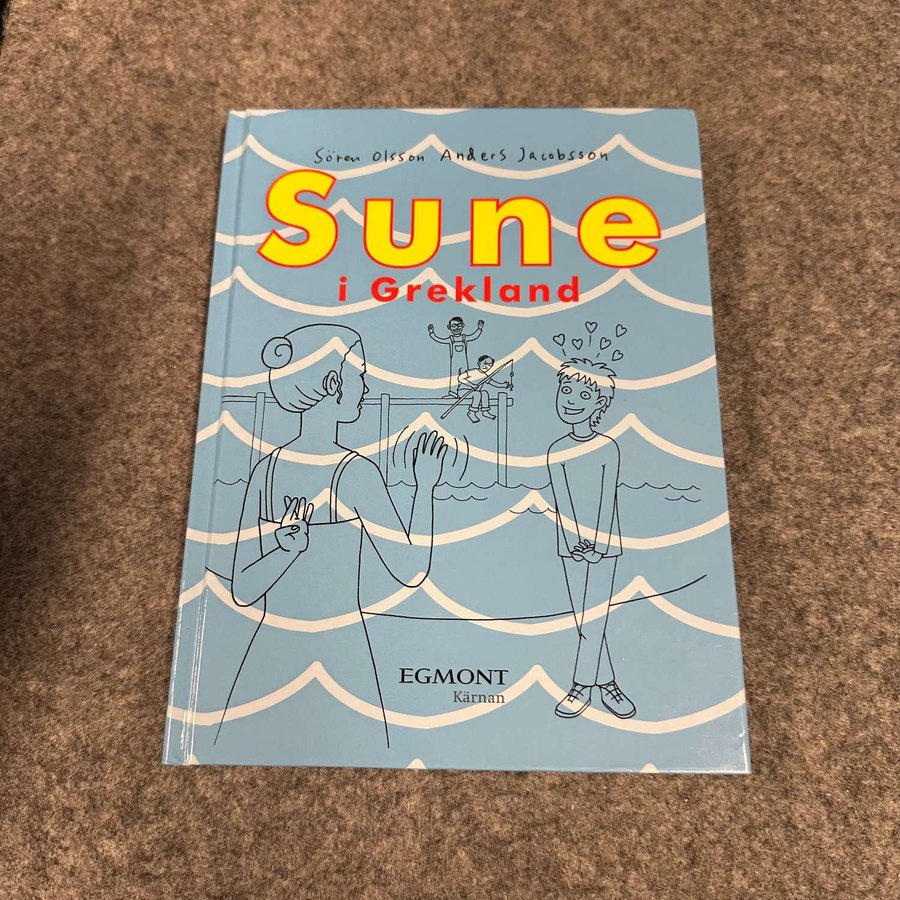 Sören Olsson Anders Jacobsson
Sune
i Grekland
EGMONT
Kärnan